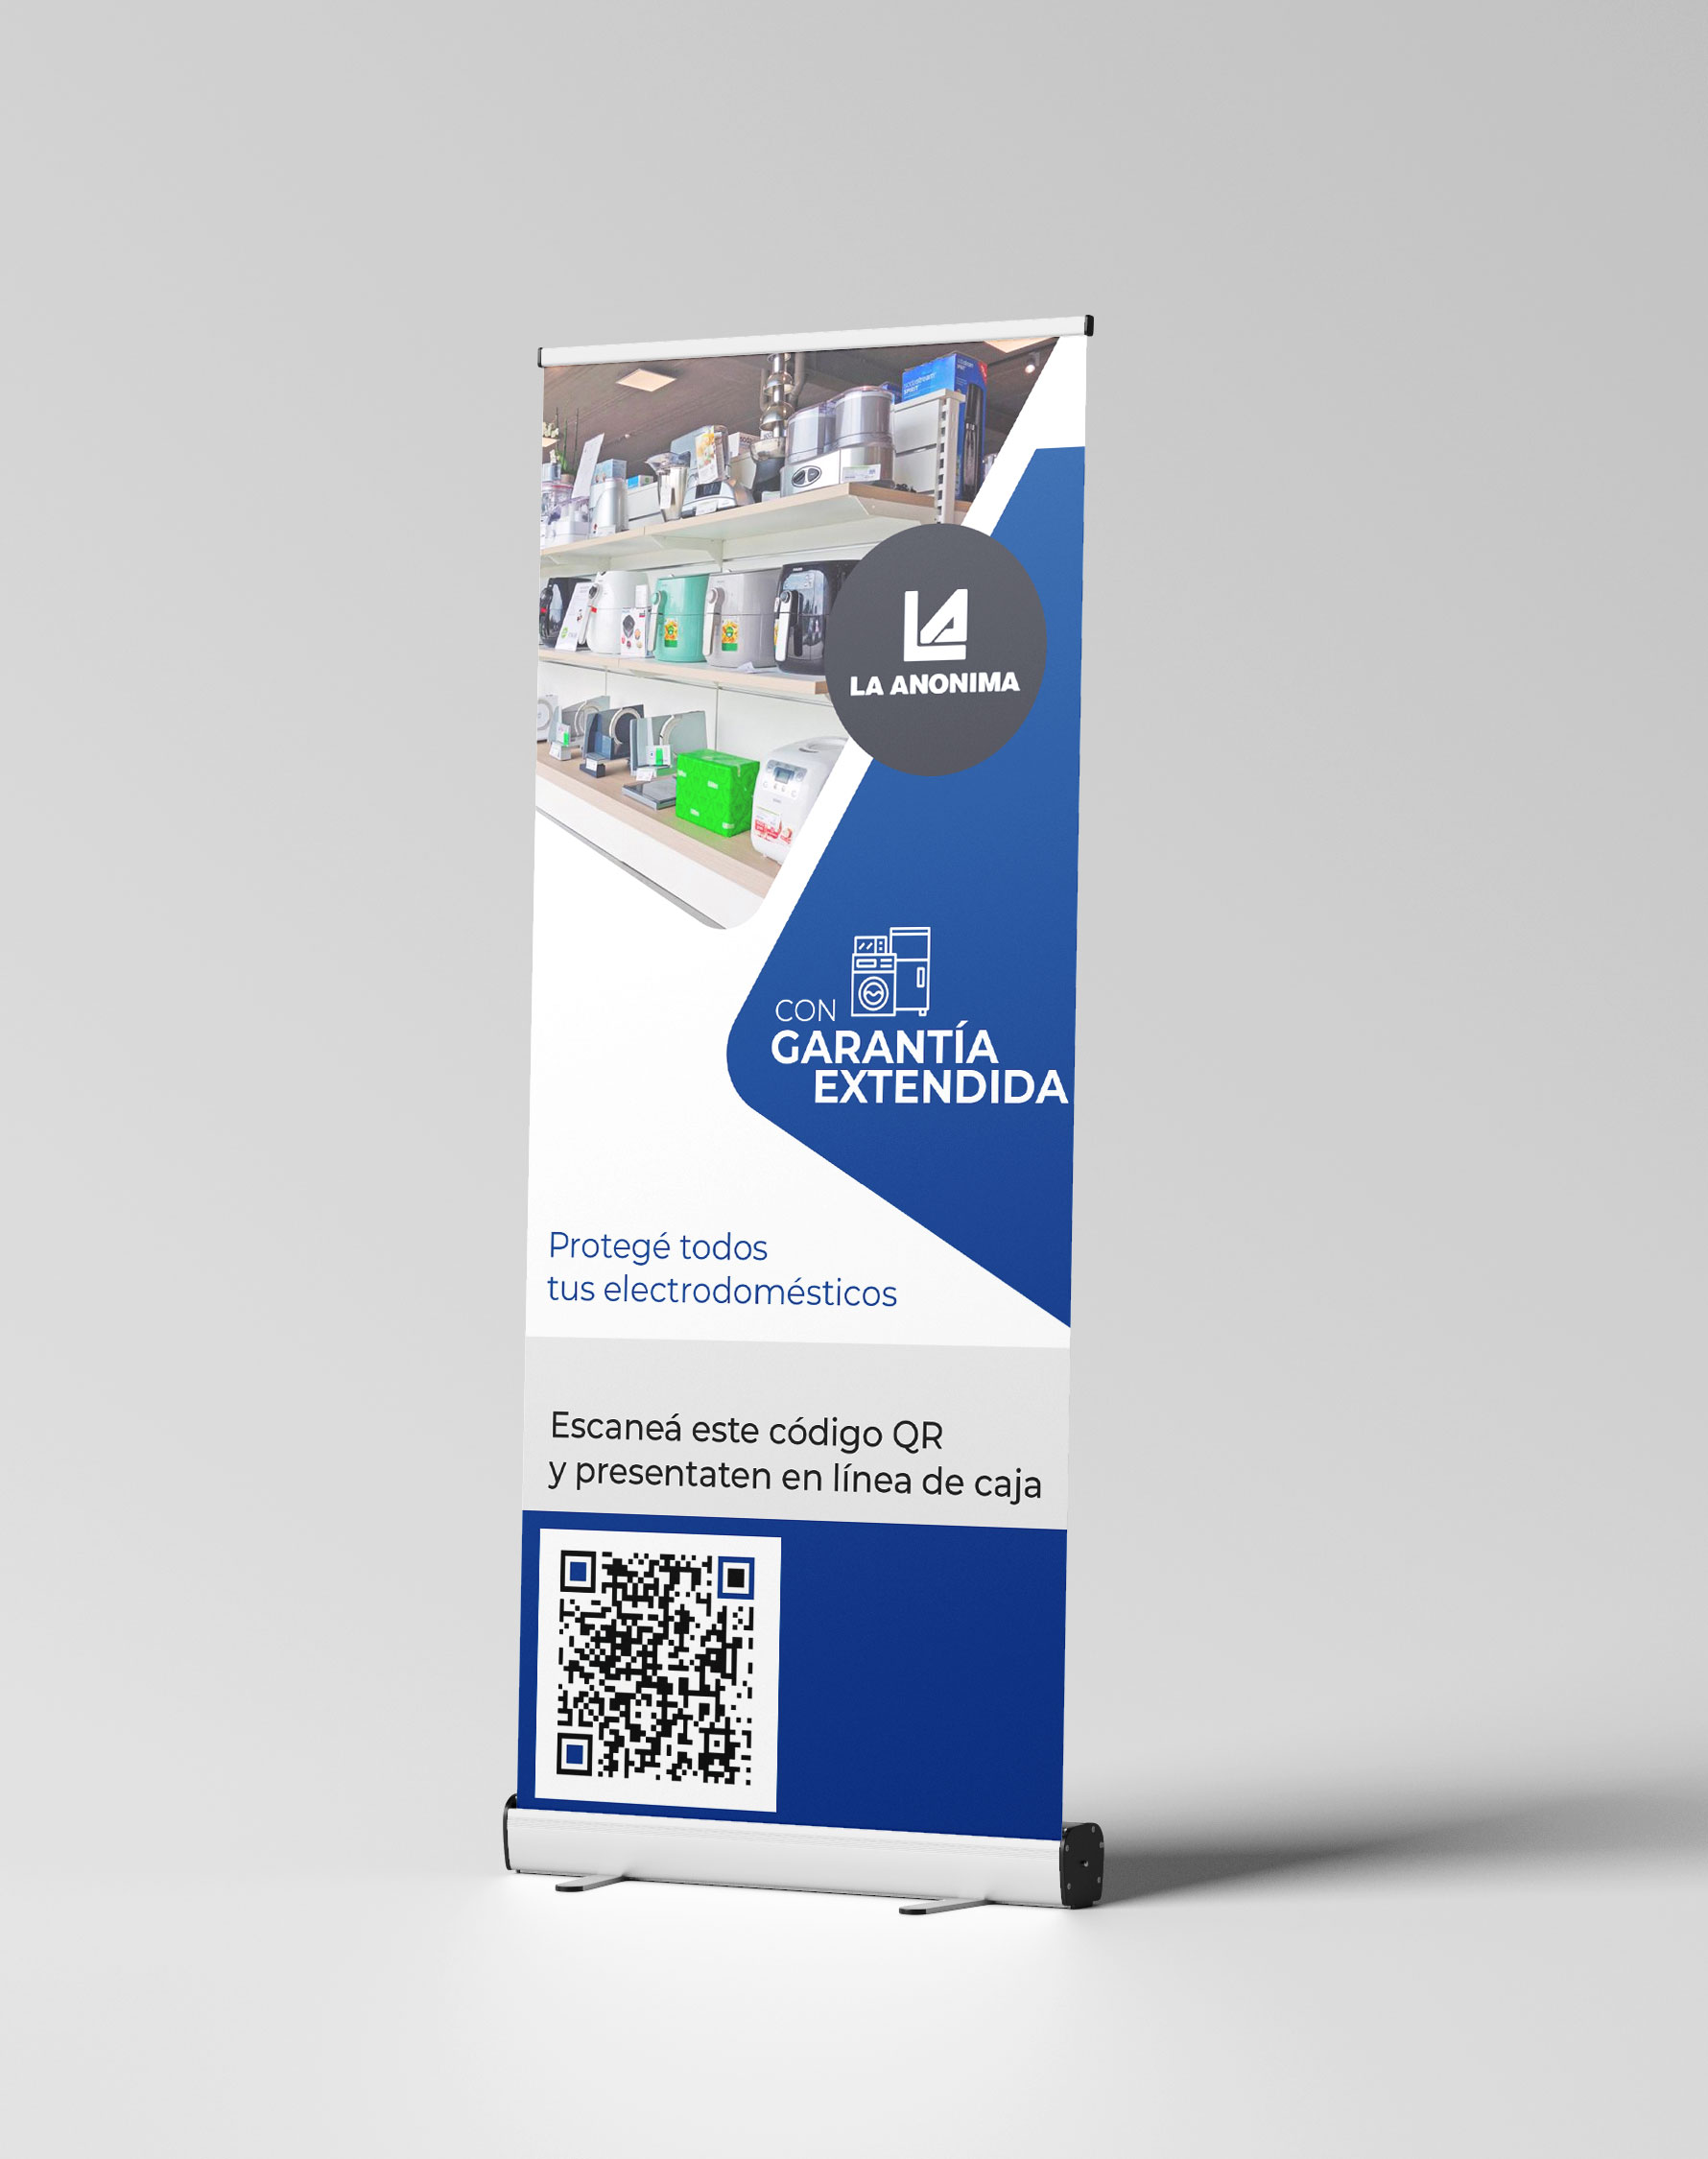 LA ANONIMA
CON
GARANTÍA
EXTENDIDA
Protegé todos
tus electrodomésticos
Escaneá este código QR
y presentaten en línea de caja